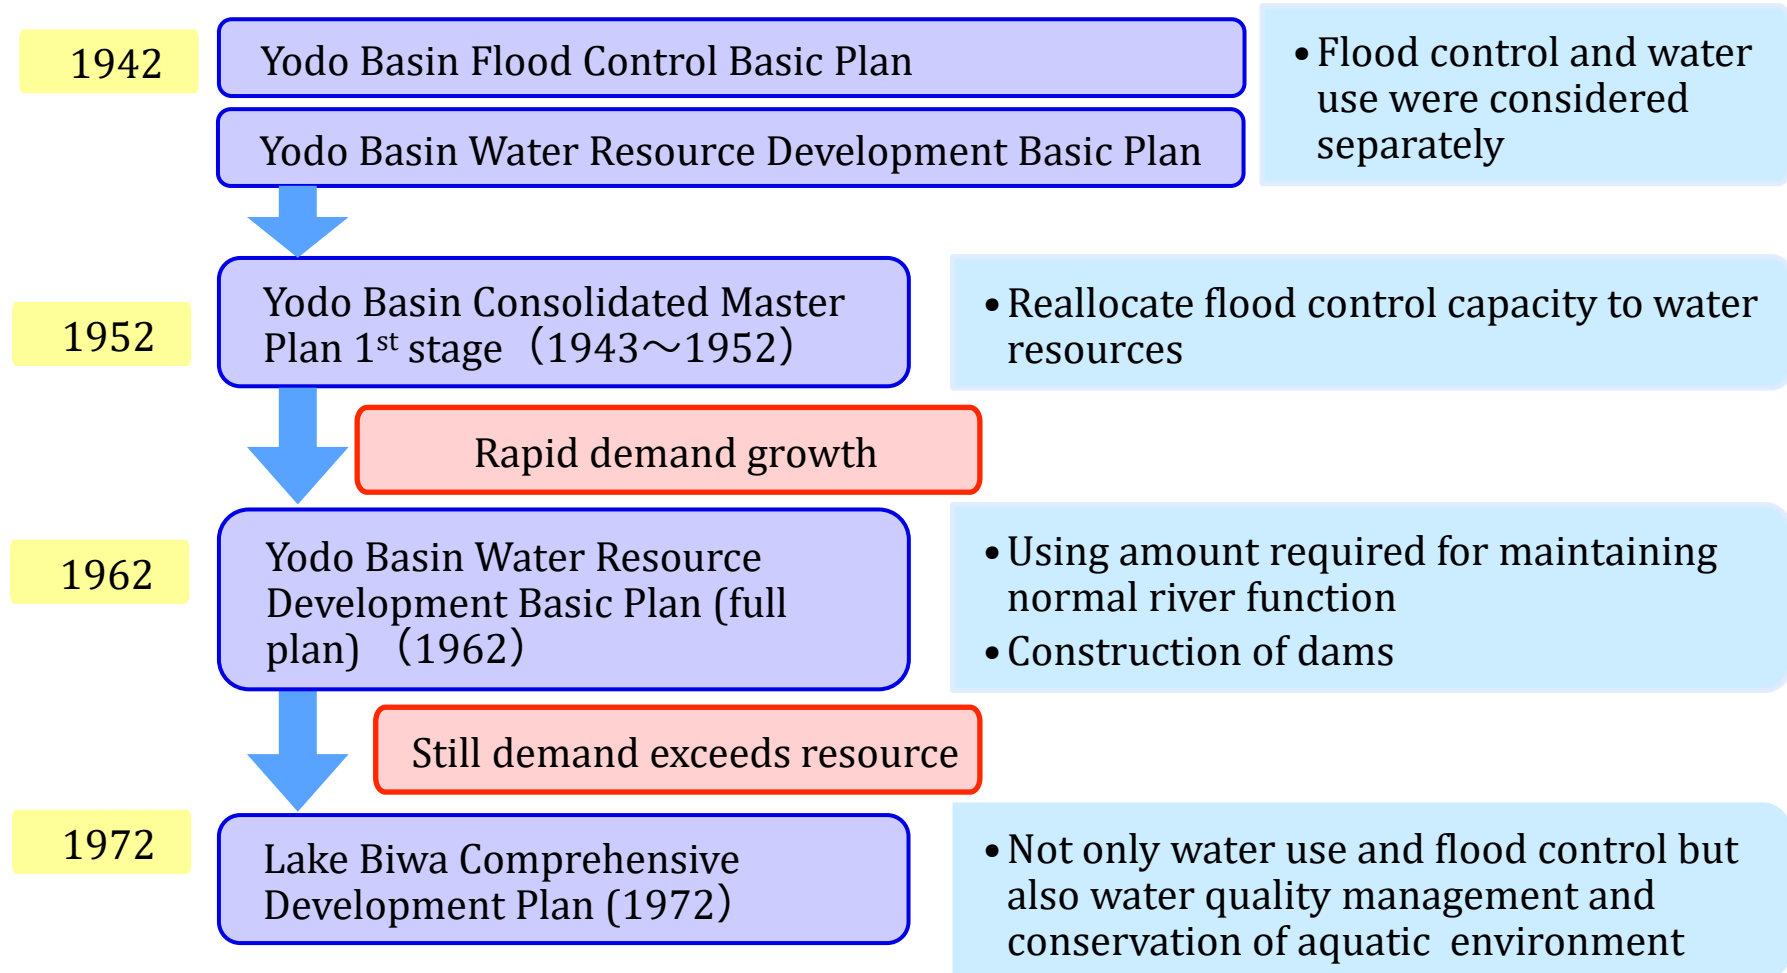 1942
Yodo Basin Flood Control Basic Plan
Yodo Basin Water Resource Development Basic Plan
•Flood control and water
use were considered
separately
1952
Yodo Basin Consolidated Master
Plan 1st stage（1943～1952）
•Reallocate flood control capacity to water
resources
Rapid demand growth
1962
Yodo Basin Water Resource
Development Basic Plan (full
plan)（1962）
•Using amount required for maintaining
normal river function
•Construction of dams
Still demand exceeds resource
1972
Lake Biwa Comprehensive
Development Plan (1972）
•Not only water use and flood control but
also water quality management and
conservation of aquatic  environment